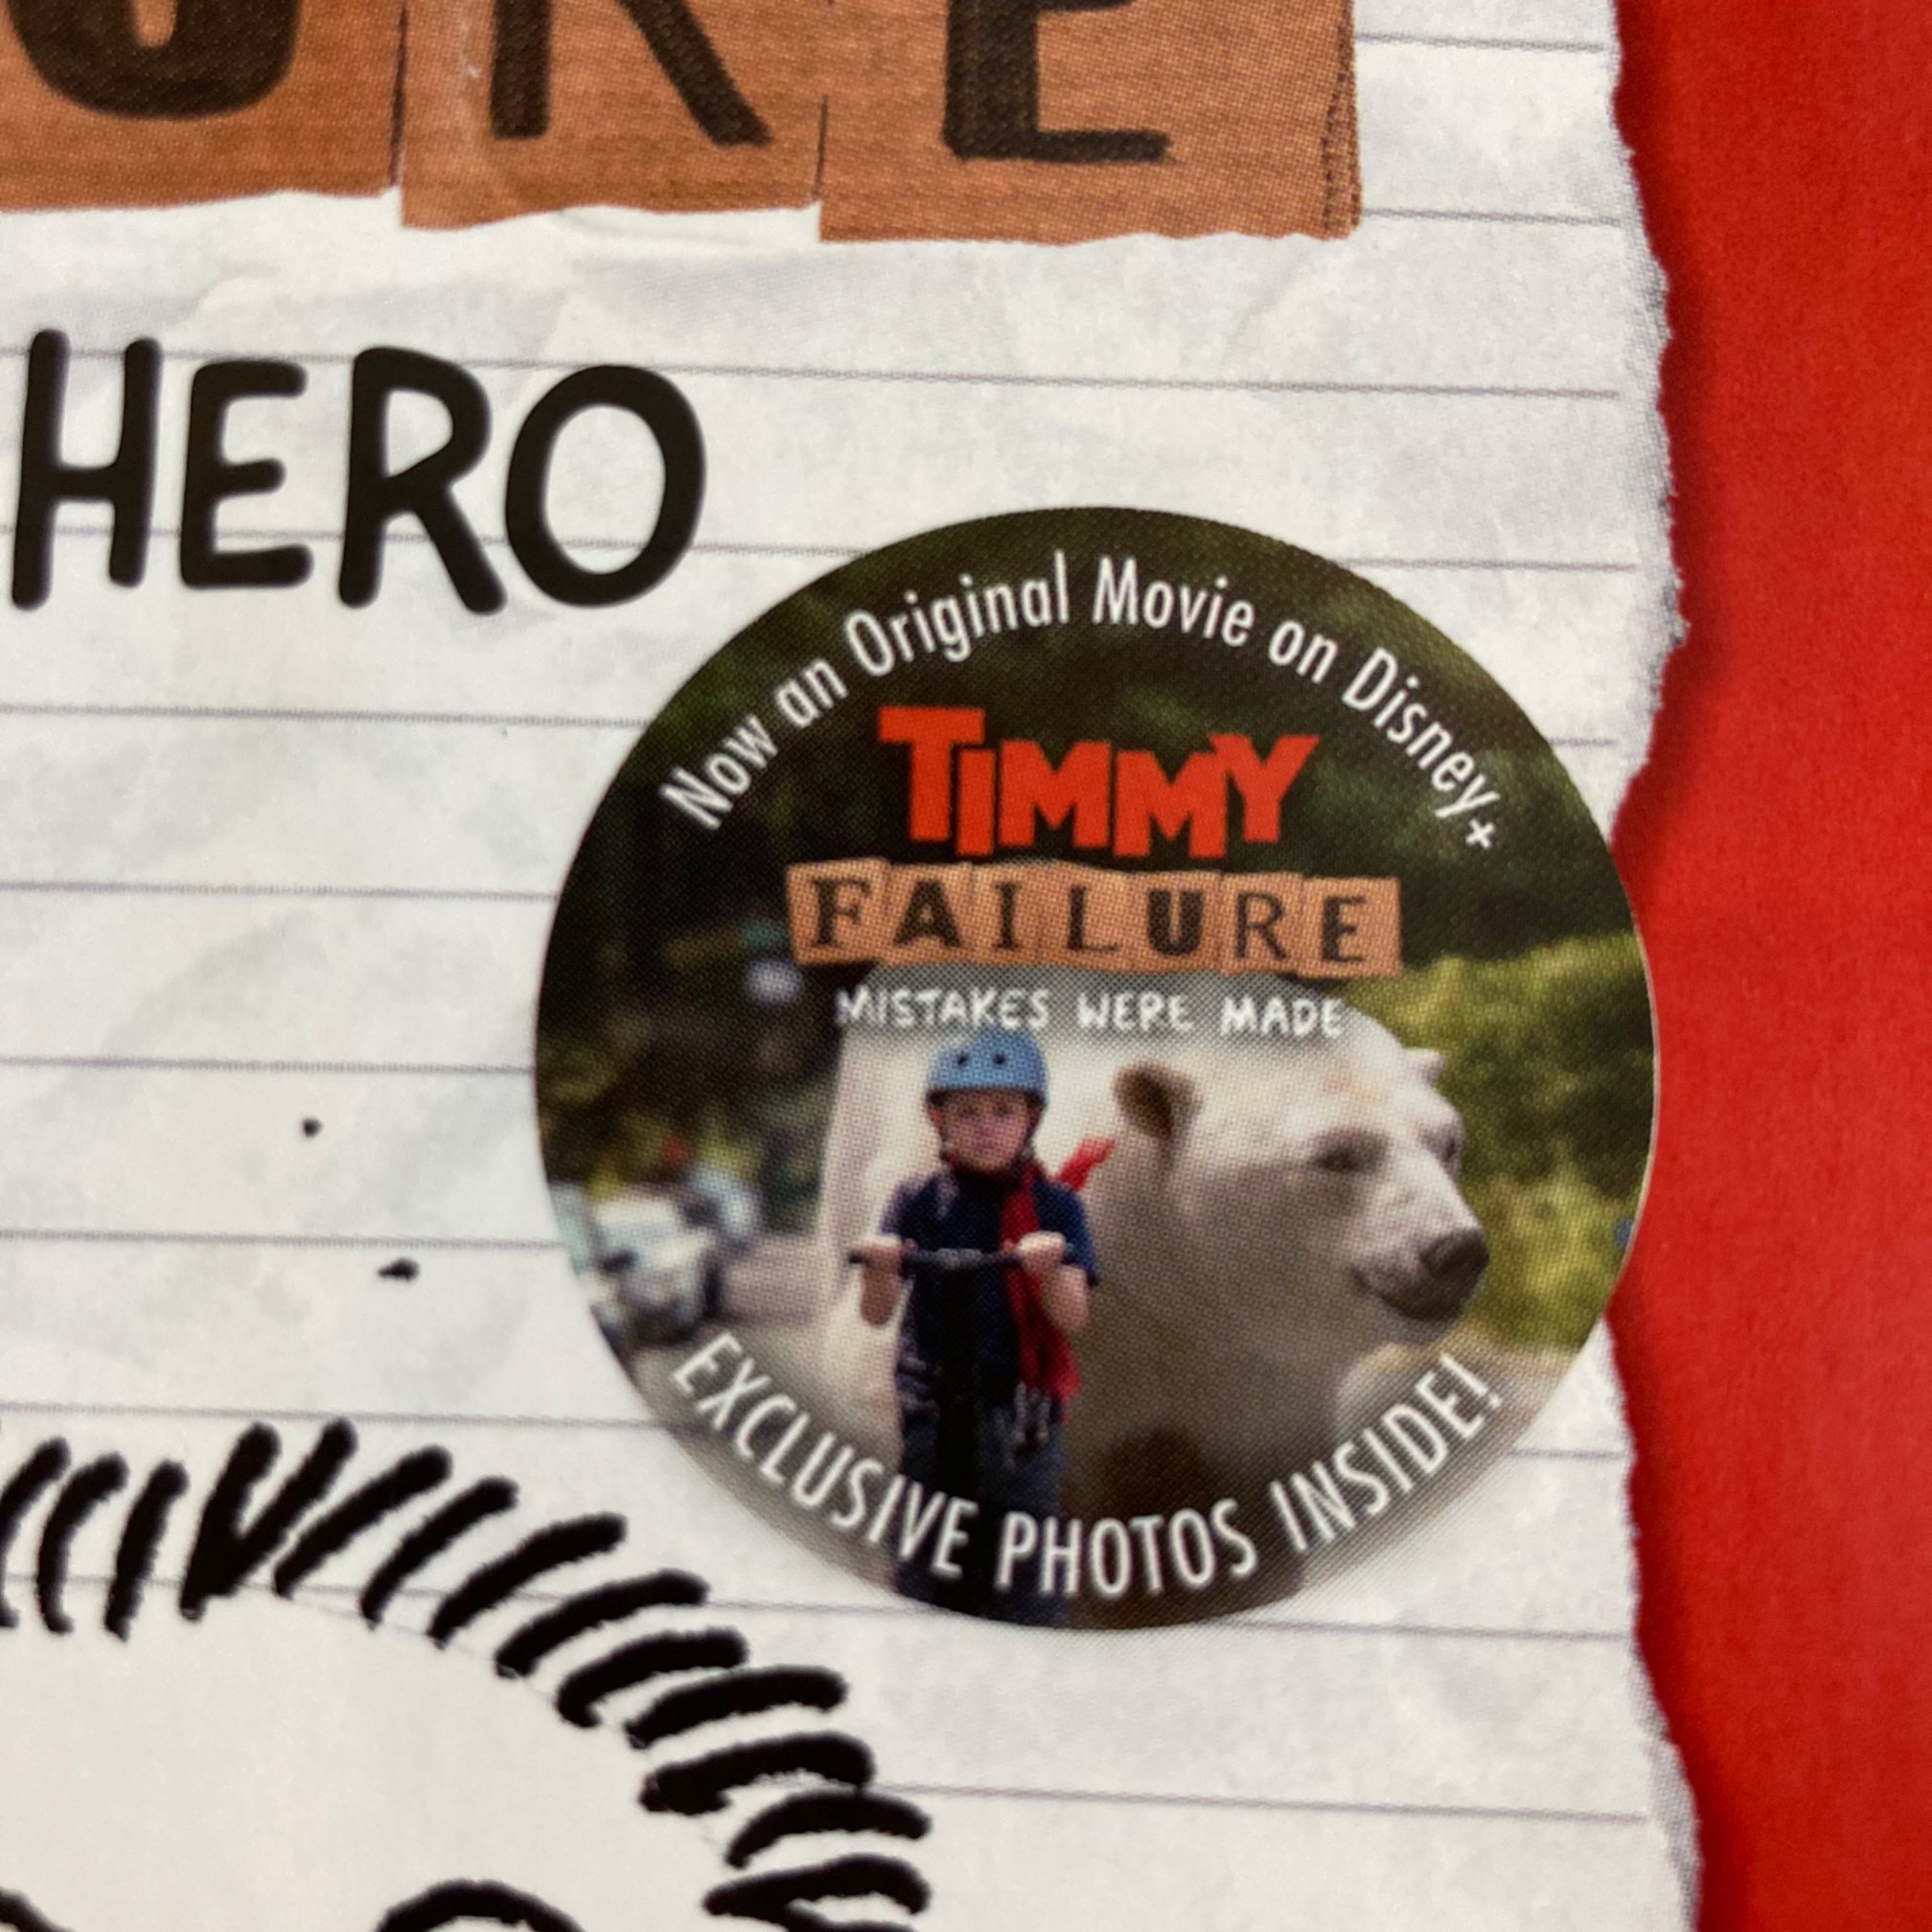 URE
HERO
Now an Original Movie on Disney+
TIMMY
FAILURE
MISTAKES WERE MADE
EXCLUSIVE PHOTOS INSIDE!